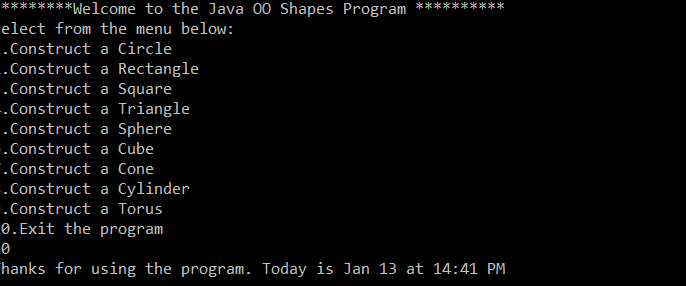 ********Welcome to the Java OO Shapes Program **********
elect from the menu below:
.Construct a Circle
.Construct a Rectangle
.Construct a Square
.Construct a Triangle
.Construct a Sphere
.Construct a Cube
.Construct a Cone
.Construct a Cylinder
.Construct a Torus
0.Exit the program
0
hanks for using the program. Today is Jan 13 at 14:41 PM